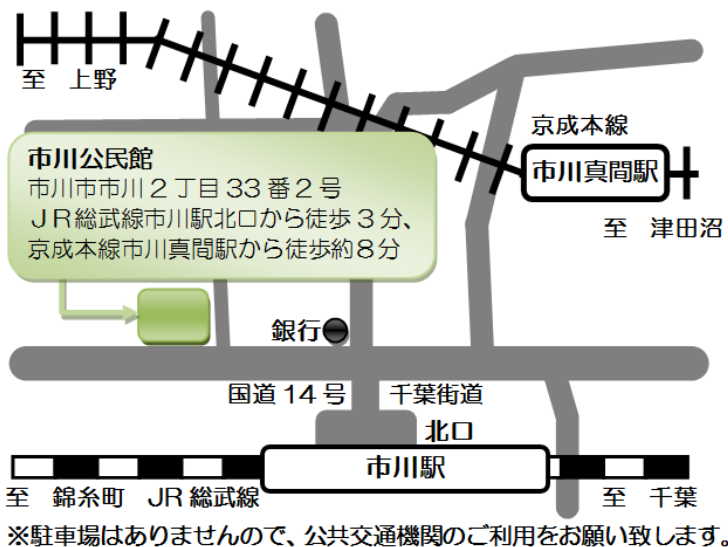 至 上野
京成本線
市川真間駅
至 津田沼
市川公民館
市川市市川2丁目33番2号
JR総武線市川駅北口から徒歩3分、
京成本線市川真間駅から徒歩約8分
銀行
国道14号 千葉街道
北口
市川駅
至 錦糸町 JR総武線 至 千葉
※駐車場はありませんので、公共交通機関のご利用をお願い致します。